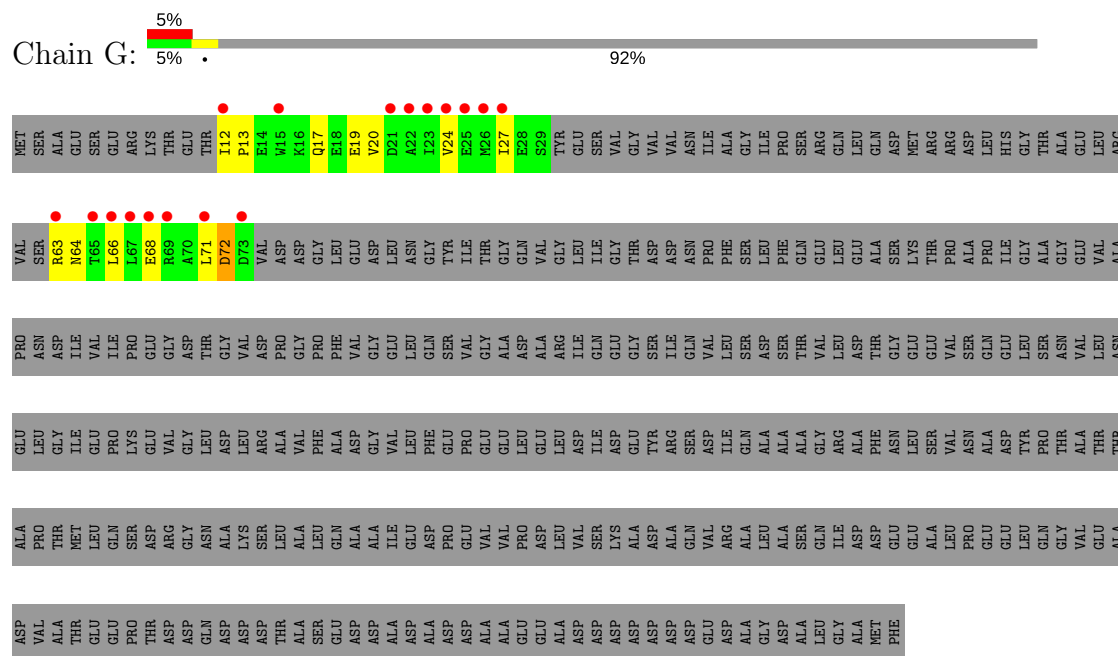 5%
Chain G:
5% • 92%
MET SER ALA GLU SER GLU ARG LYS THR GLU THR I12 P13 E14 W15 K16 Q17 E18 E19 V20 D21 A22 I23 V24 E25 M26 I27 E28 S29 TYR GLU SER VAL GLY VAL VAL ASN ILE ALA GLY ILE PRO SER ARG GLN LEU GLN ASP MET ARG ARG ASP LEU HIS GLY THR ALA GLU LEU ARG
VAL SER R63 N64 T65 L66 L67 E68 R69 A70 L71 D72 D73 VAL ASP ASP GLY LEU GLU ASP LEU ASN GLY TYR ILE THR GLY GLN VAL GLY LEU ILE GLY THR ASP ASP ASN PRO PHE SER LEU PHE GLN GLU LEU GLU ALA SER LYS THR PRO ALA PRO ILE GLY ALA GLY GLU VAL ALA
PRO ASN ASP ILE VAL ILE PRO GLU GLY ASP THR GLY VAL ASP PRO GLY PRO PHE VAL GLY GLU LEU GLN SER VAL GLY ALA ASP ALA ARG ILE GLN GLU GLY SER ILE GLN VAL LEU SER ASP SER THR VAL LEU ASP THR GLY GLU GLU VAL SER GLN GLU LEU SER ASN VAL LEU ASN
GLU LEU GLY ILE GLU PRO LYS GLU VAL GLY LEU ASP LEU ARG ALA VAL PHE ALA ASP GLY VAL LEU PHE GLU PRO GLU GLU LEU GLU LEU ASP ILE ASP GLU TYR ARG SER ASP ILE GLN ALA ALA ALA GLY ARG ALA PHE ASN LEU SER VAL ASN ALA ASP TYR PRO THR ALA THR THR
ALA PRO THR MET LEU GLN SER ASP ARG GLY ASN ALA LYS SER LEU ALA LEU GLN ALA ALA ILE GLU ASP PRO GLU VAL VAL PRO ASP LEU VAL SER LYS ALA ASP ALA GLN VAL ARG ALA LEU ALA SER GLN ILE ASP ASP GLU ALA LEU PRO GLU GLU LEU GLN GLY VAL GLU ALA
ASP VAL ALA THR GLU GLU PRO THR ASP ASP GLN ASP ASP ASP THR ALA SER GLU ASP ASP ALA ASP ALA ASP ASP ALA ALA GLU GLU ALA ASP ASP ASP ASP ASP ASP GLU ASP ALA GLY ASP ALA LEU GLY ALA MET PHE